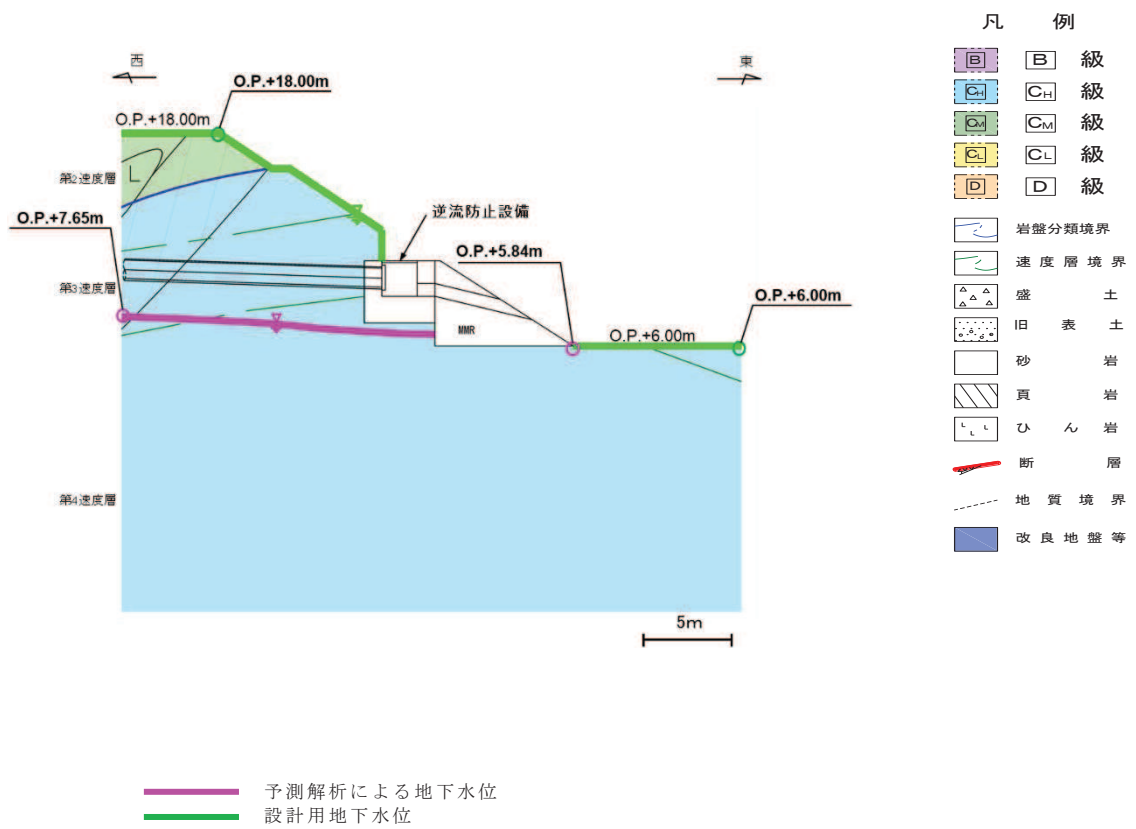 西
東
O.P.+18.00m
O.P.+18.00m
第2速度層
O.P.+7.65m
L
逆流防止設備
O.P.+5.84m
第3速度層
O.P.+6.00m
MMR
O.P.+6.00m
第4速度層
5m
凡 例
B B 級
CH CH 級
CM CM 級
CL CL 級
D D 級
岩盤分類境界
速度層境界
盛 土
旧 表 土
砂 岩
頁 岩
ひ ん 岩
断 層
地 質 境 界
改 良 地 盤 等
予測解析による地下水位
設計用地下水位